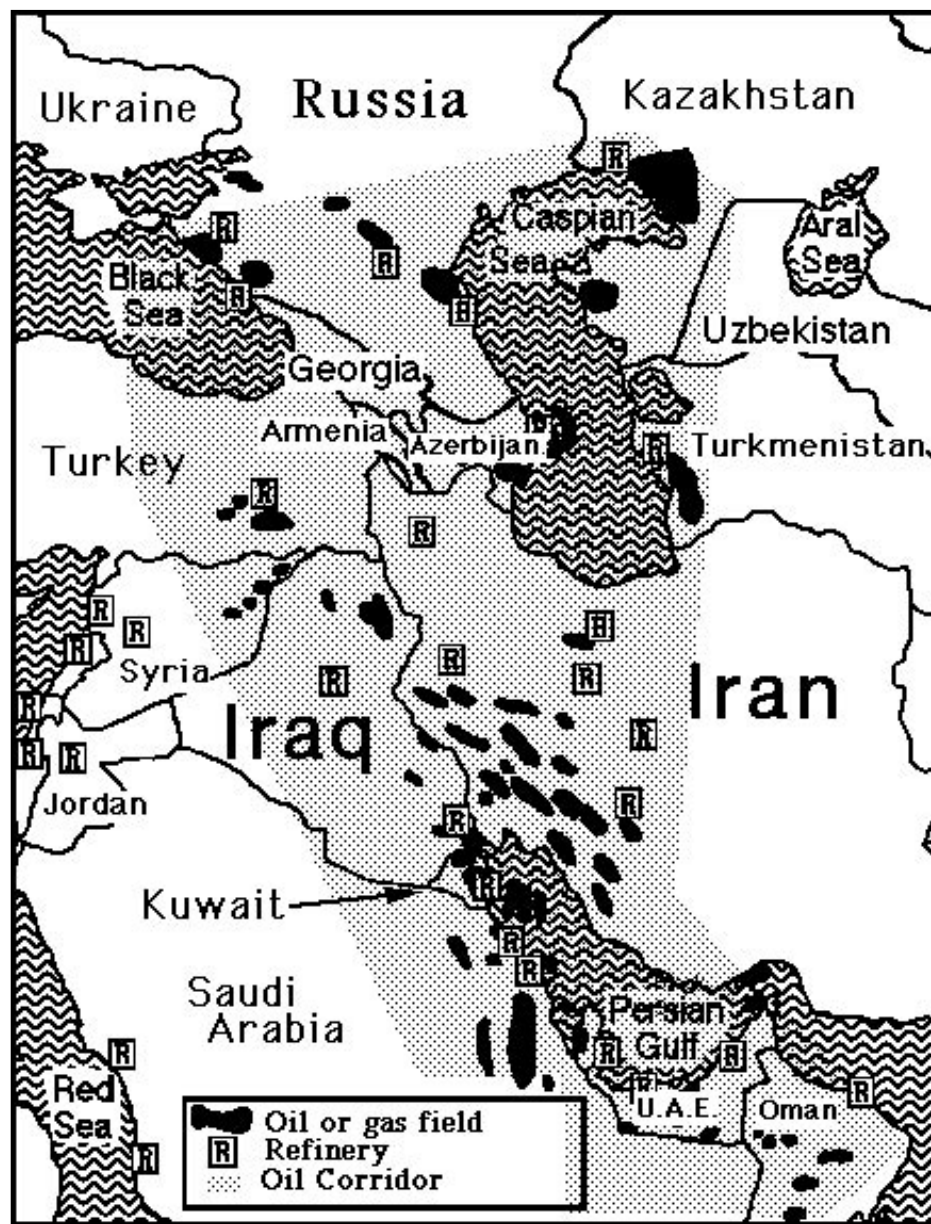 Ukraine
Russia
Kazakhstan
R
R
Caspian
Sea
Aral
Sea
R
Black
Sea
R
R
Uzbekistan
Georgia
Armenia
Azerbijan
R
Turkmenistan
Turkey
R
R
R
R
R
R
Syria
R
R
R
Iran
R
Iraq
R
R
R
Jordan
R
R
R
Kuwait
R
R
Saudi
Arabia
Persian
Gulf
R
R
R
Red
Sea
R
U.A.E.
Oman
R
Oil or gas field
R Refinery
Oil Corridor